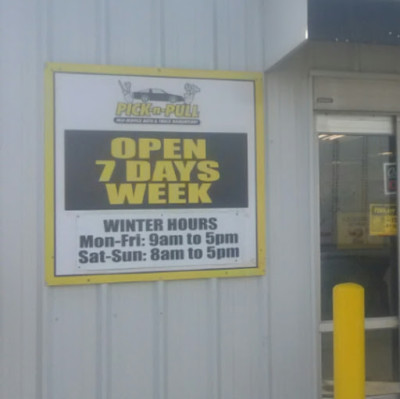 PICK-n-PULL
OPEN
7 DAYS
WEEK
WINTER HOURS
Mon-Fri: 9am to 5pm
Sat-Sun: 8am to 5pm